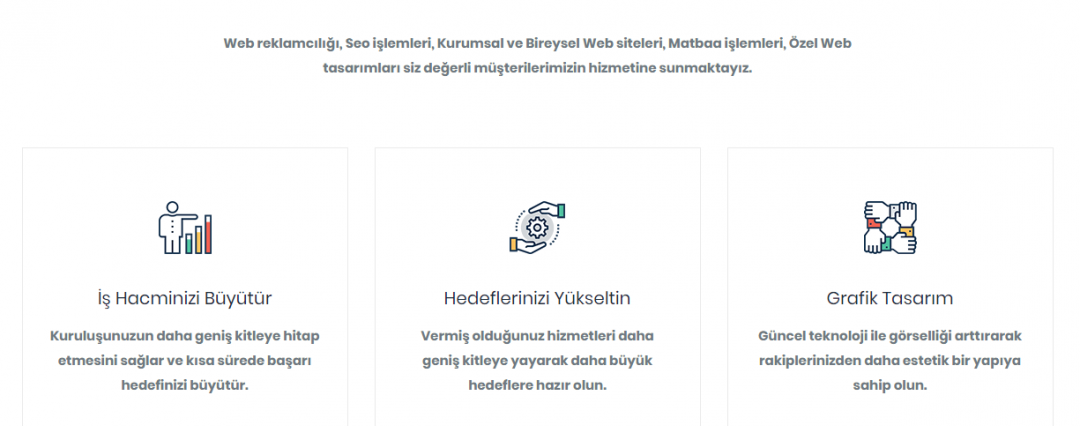 Web reklamcılığı, Seo işlemleri, Kurumsal ve Bireysel Web siteleri, Matbaa işlemleri, Özel Web
tasarımları siz değerli müşterilerimizin hizmetine sunmaktayız.
İş Hacminizi Büyütür
Kuruluşunuzun daha geniş kitleye hitap
etmesini sağlar ve kısa sürede başarı
hedefinizi büyütür.
Hedeflerinizi Yükseltin
Vermiş olduğunuz hizmetleri daha
geniş kitleye yayarak daha büyük
hedeflere hazır olun.
Grafik Tasarım
Güncel teknoloji ile görselliği arttırarak
rakiplerinizden daha estetik bir yapıya
sahip olun.